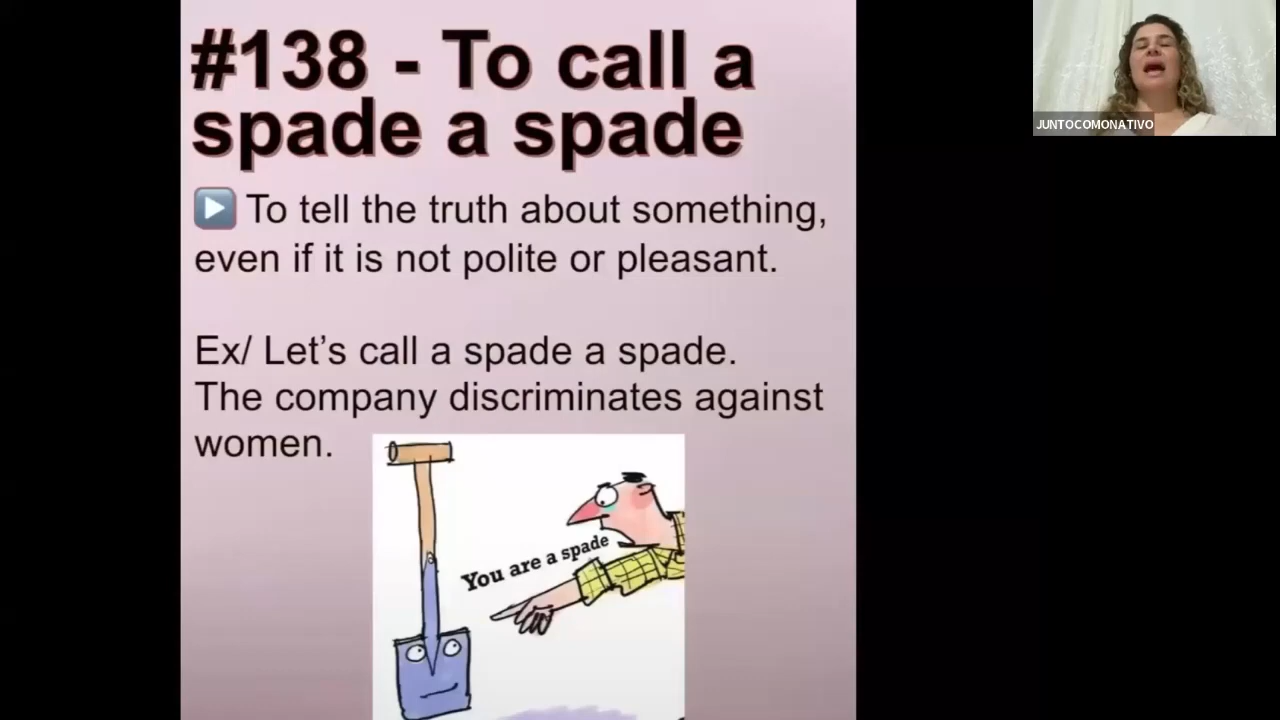 #138 - To call a
spade a spade
To tell the truth about something,
even if it is not polite or pleasant.
Ex/ Let’s call a spade a spade.
The company discriminates against
women.
You are a spade
JUNTOCOMONATIVO